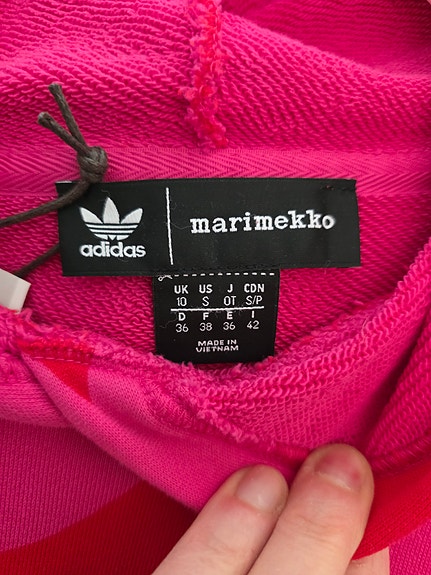 adidas
marimekko
UK US J CDN
10 S OT S/P
D F E I
36 38 36 42
MADE IN
VIETNAM